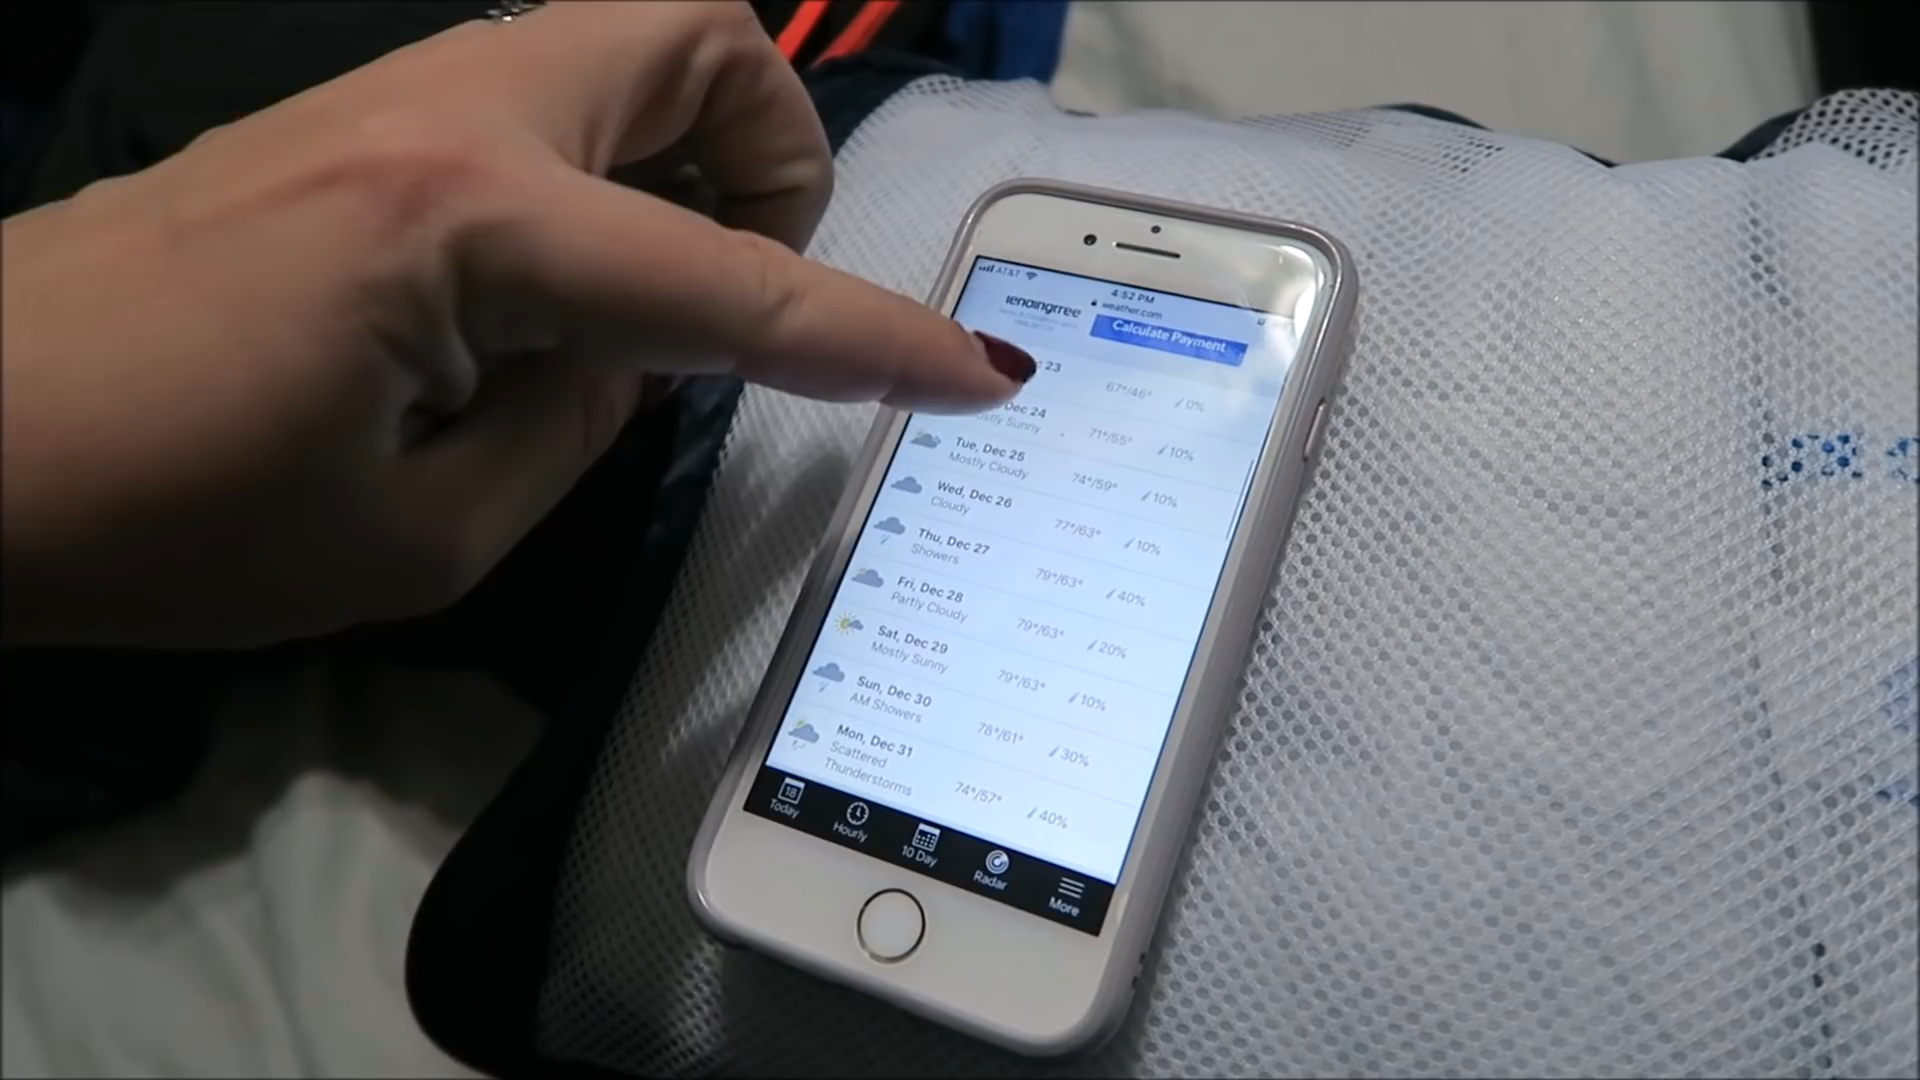 AT&T
4:52 PM
weather.com
lendingtree
Calculate Payment
23
67°/46°
0%
Dec 24
Sunny
71°/55°
10%
Tue, Dec 25
Mostly Cloudy
74°/59°
10%
Wed, Dec 26
Cloudy
77°/63°
10%
Thu, Dec 27
Showers
79°/63°
40%
Fri, Dec 28
Partly Cloudy
79°/63°
20%
Sat, Dec 29
Mostly Sunny
79°/63°
10%
Sun, Dec 30
AM Showers
78°/61°
30%
Mon, Dec 31
Scattered
Thunderstorms
74°/57°
40%
18
Today
Hourly
10 Day
Radar
More